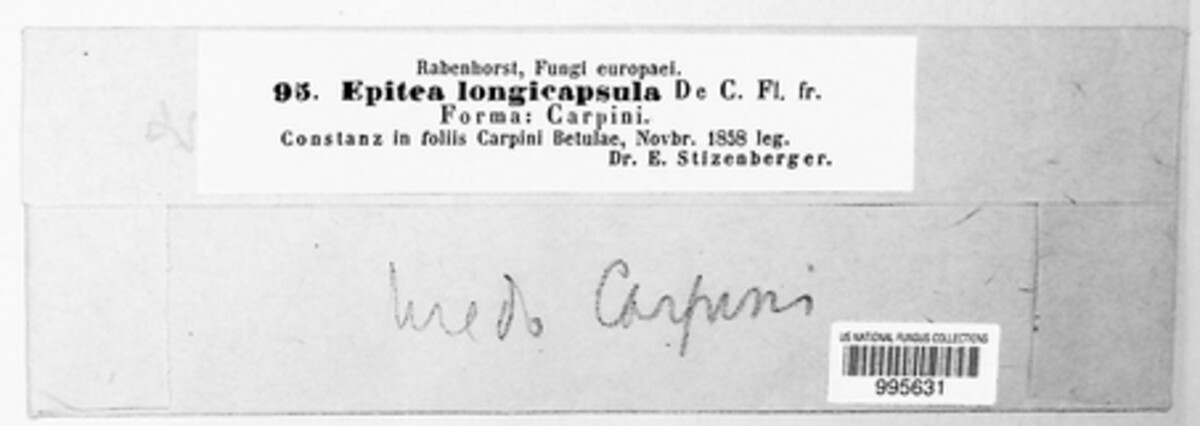 Rabenhorst, Fungi europaei.
95. Epitea longicapsula De C. Fl. fr.
Forma: Carpini.
Constanz in foliis Carpini Betulae, Novbr. 1858 leg.
Dr. E. Stizenberger.
Uredo Carpini
US NATIONAL FUNGUS COLLECTIONS
995631